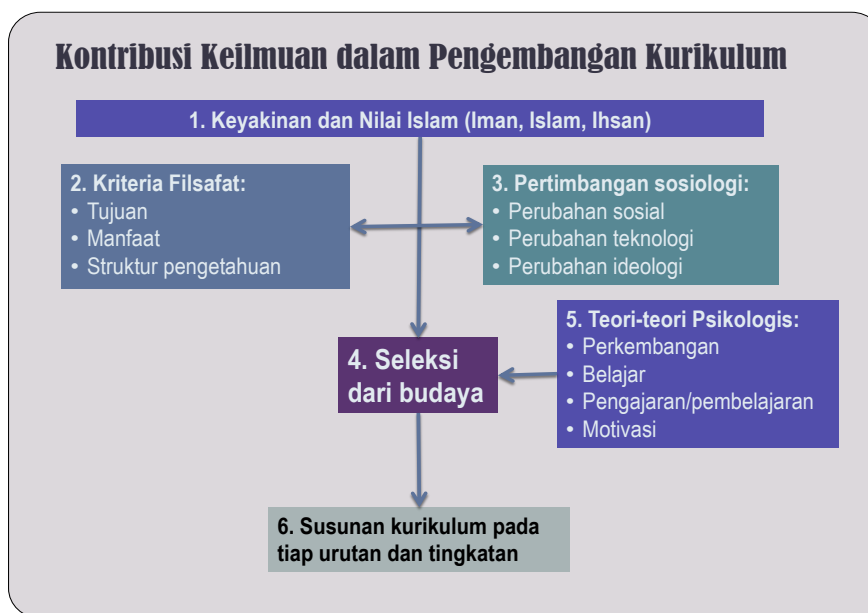 Kontribusi Keilmuan dalam Pengembangan Kurikulum
1. Keyakinan dan Nilai Islam (Iman, Islam, Ihsan)
2. Kriteria Filsafat:
• Tujuan
• Manfaat
• Struktur pengetahuan
3. Pertimbangan sosiologi:
• Perubahan sosial
• Perubahan teknologi
• Perubahan ideologi
4. Seleksi
dari budaya
5. Teori-teori Psikologis:
• Perkembangan
• Belajar
• Pengajaran/pembelajaran
• Motivasi
6. Susunan kurikulum pada
tiap urutan dan tingkatan